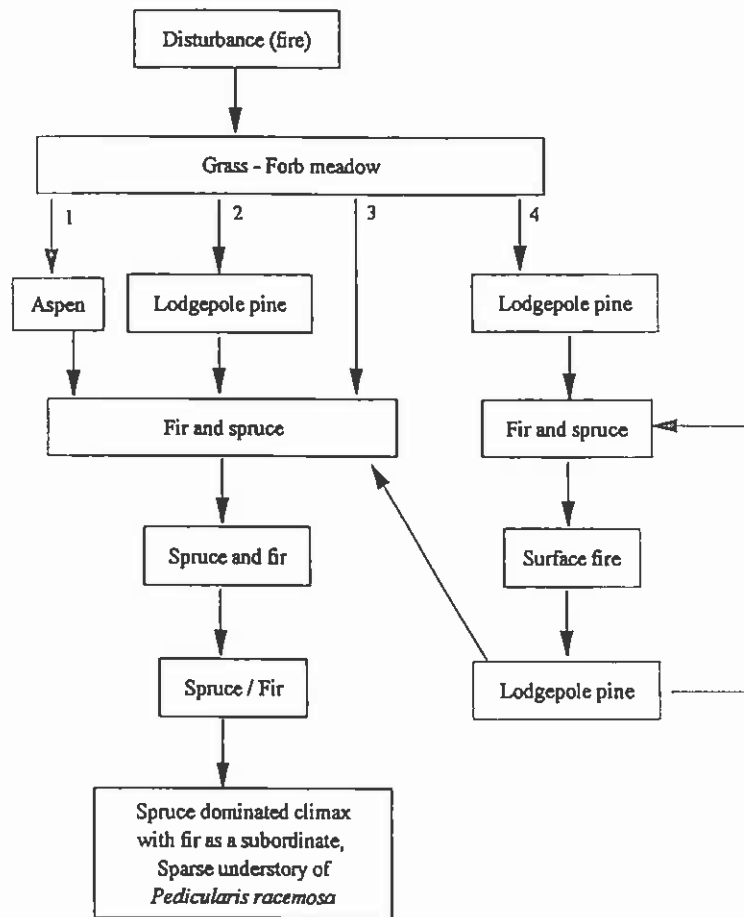 Disturbance (fire)
Grass - Forb meadow
1
2
3
4
Aspen
Lodgepole pine
Lodgepole pine
Fir and spruce
Fir and spruce
Spruce and fir
Surface fire
Spruce / Fir
Lodgepole pine
Spruce dominated climax
with fir as a subordinate,
Sparse understory of
Pedicularis racemosa